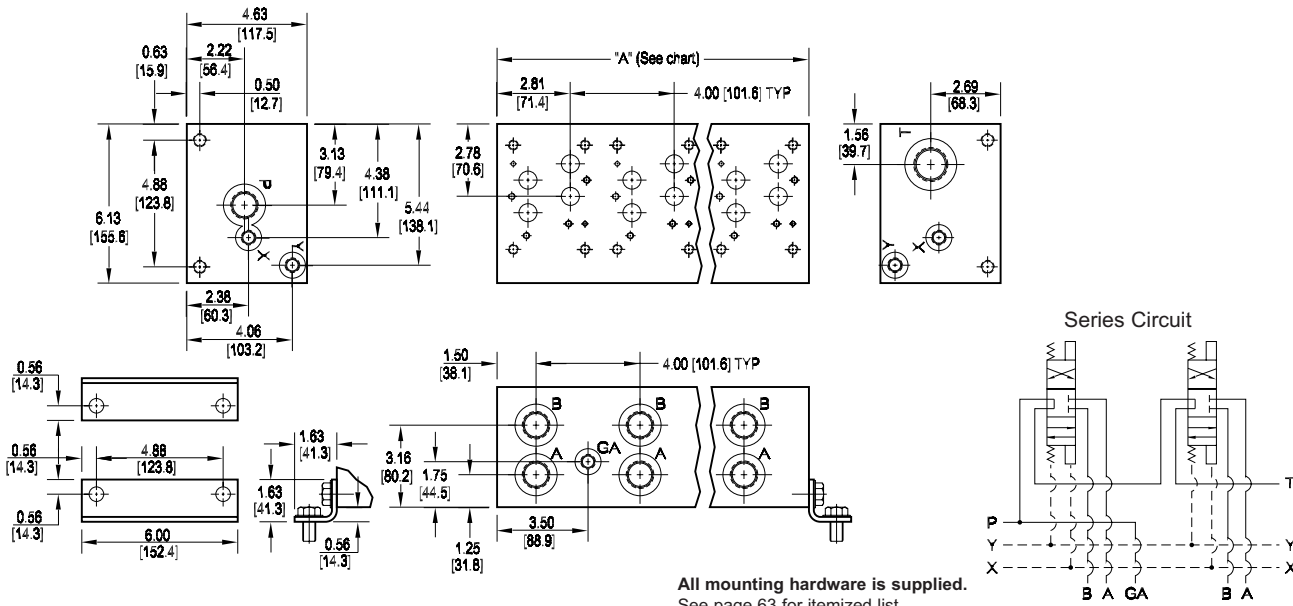 4.63
[117.5]
2.22
[56.4]
0.63
[15.9]
0.50
[12.7]
3.13
[79.4]
4.38
[111.1]
5.44
[138.1]
4.88
[123.8]
6.13
[155.6]
P
X
Y
2.38
[60.3]
4.06
[103.2]
"A" (See chart)
2.81
[71.4]
4.00 [101.6] TYP
2.78
[70.6]
2.69
[68.3]
1.56
[39.7]
T
Y
X
0.56
[14.3]
0.56
[14.3]
4.88
[123.8]
0.56
[14.3]
6.00
[152.4]
1.63
[41.3]
1.63
[41.3]
0.56
[14.3]
1.50
[38.1]
4.00 [101.6] TYP
B B B
GA
A A A
3.16
[80.2]
1.75
[44.5]
3.50
[88.9]
1.25
[31.8]
Series Circuit
T
P
Y Y
X X
B A GA B A
All mounting hardware is supplied.
See page 63 for itemized list